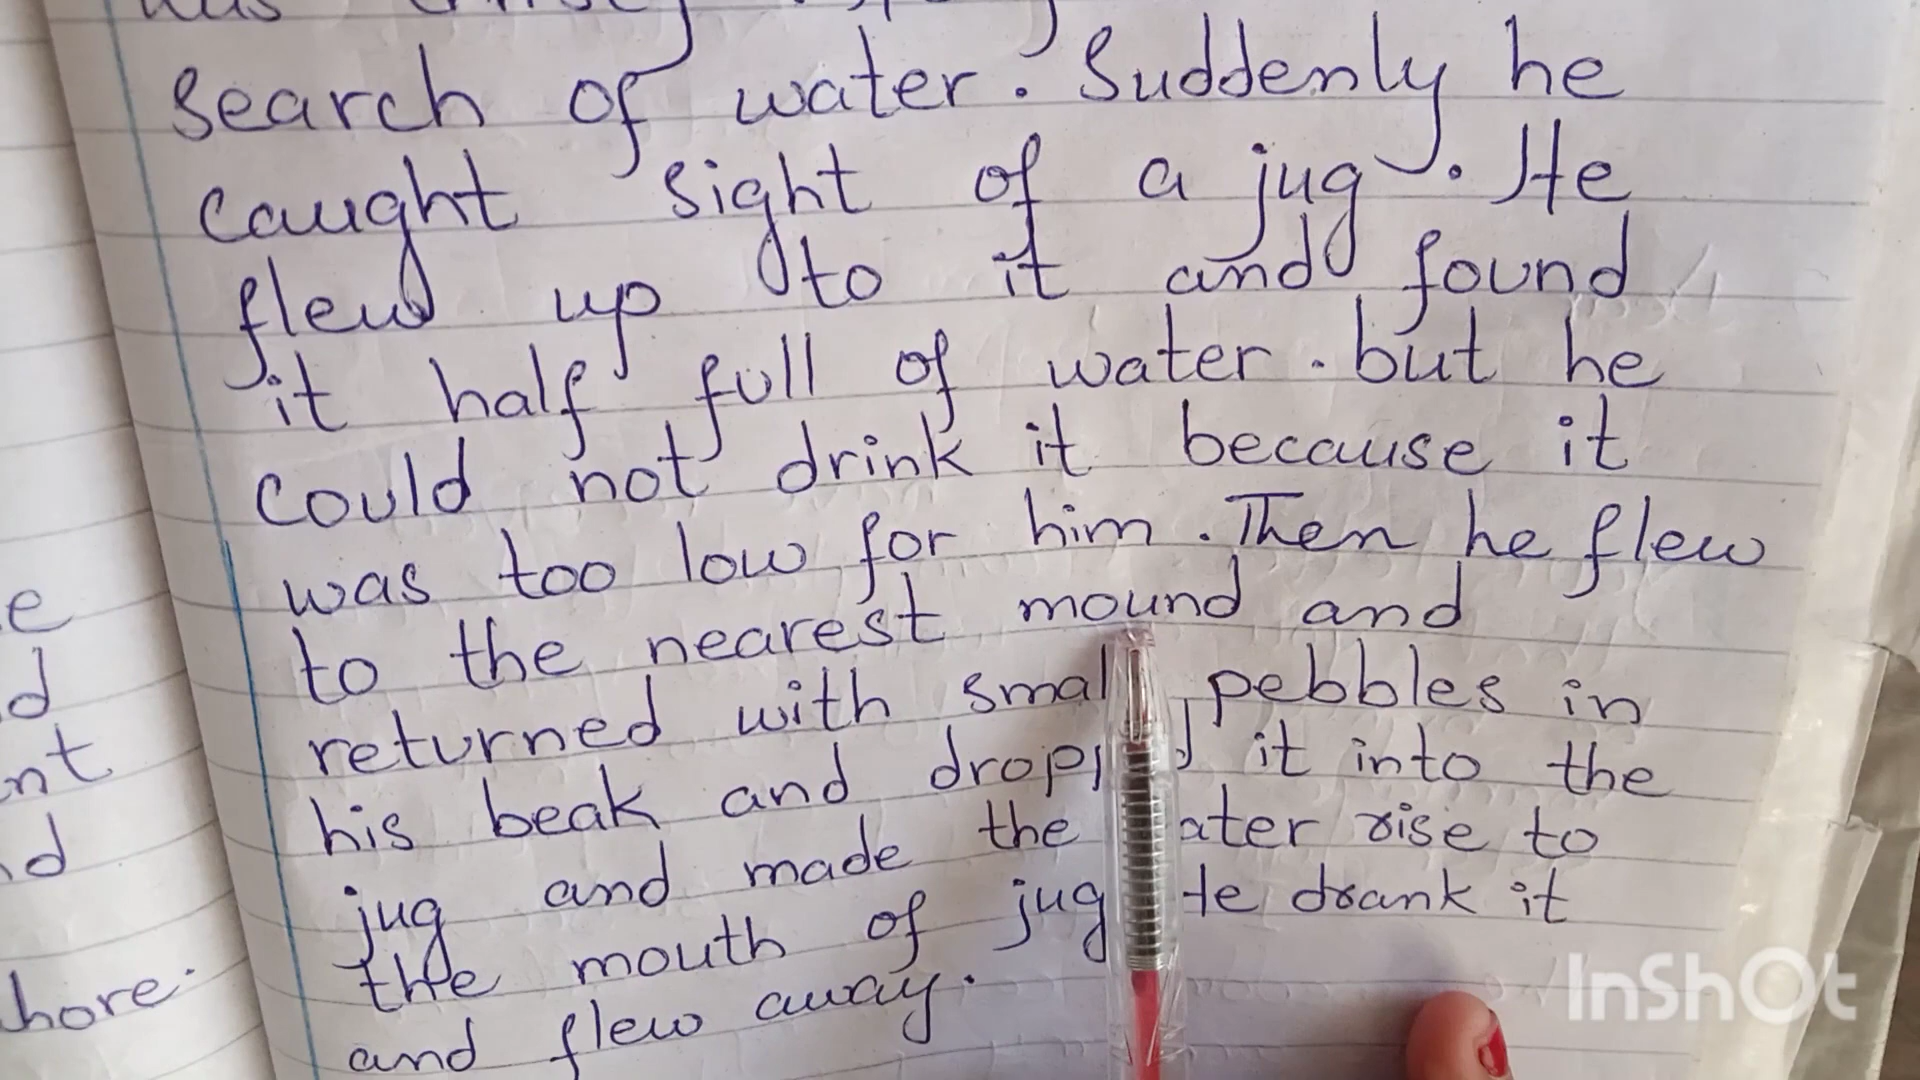 search of water. Suddenly he
caught sight of a jug. He
flew up to it and found
it half full of water. but he
could not drink it because it
was too low for him. Then he flew
to the nearest mound and
returned with small pebbles in
his beak and dropped it into the
jug and made the water rise to
the mouth of jug He drank it
and flew away.
e
d
nt
nd
hore.
InShOt